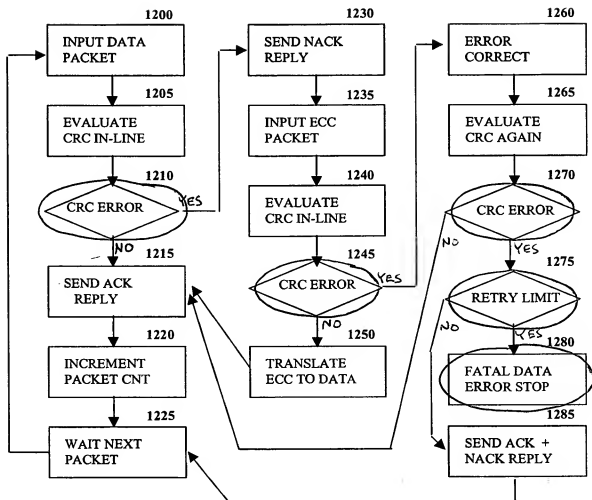 1200
INPUT DATA
PACKET
1205
EVALUATE
CRC IN-LINE
1210
CRC ERROR
YES
NO
1215
SEND ACK
REPLY
1220
INCREMENT
PACKET CNT
1225
WAIT NEXT
PACKET
1230
SEND NACK
REPLY
1235
INPUT ECC
PACKET
1240
EVALUATE
CRC IN-LINE
1245
CRC ERROR
YES
NO
1250
TRANSLATE
ECC TO DATA
1260
ERROR
CORRECT
1265
EVALUATE
CRC AGAIN
1270
CRC ERROR
NO
YES
1275
RETRY LIMIT
NO
YES
1280
FATAL DATA
ERROR STOP
1285
SEND ACK +
NACK REPLY